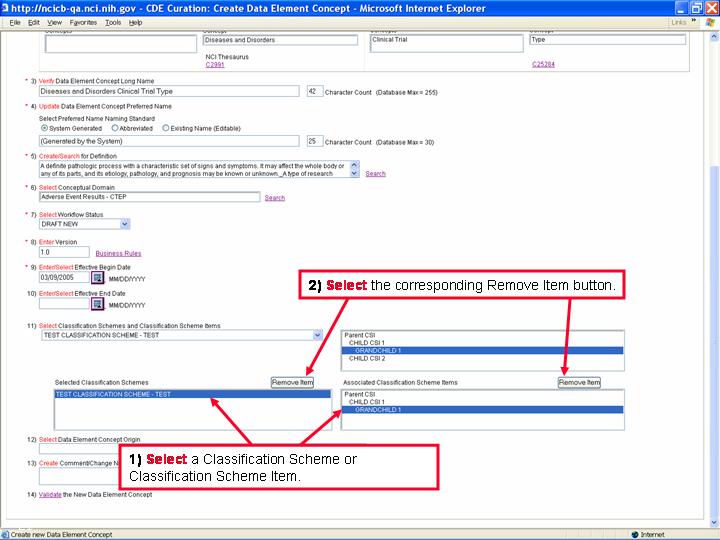 http://ncicb-qa.nci.nih.gov - CDE Curation: Create Data Element Concept - Microsoft Internet Explorer
File Edit View Favorites Tools Help Links »
Concepts Concepts Concepts Concepts
Diseases and Disorders Clinical Trial Type
NCI Thesaurus
C2991 C25284
* 3) Verify Data Element Concept Long Name
Diseases and Disorders Clinical Trial Type 42 Character Count (Database Max = 255)
* 4) Update Data Element Concept Preferred Name
Select Preferred Name Naming Standard
System Generated Abbreviated Existing Name (Editable)
(Generated by the System) 25 Character Count (Database Max = 30)
* 5) Create/Search for Definition
A definite pathologic process with a characteristic set of signs and symptoms. It may affect the whole body or
any of its parts, and its etiology, pathology, and prognosis may be known or unknown._A type of research Search
* 6) Select Conceptual Domain
Adverse Event Results - CTEP Search
* 7) Select Workflow Status
DRAFT NEW
* 8) Enter Version
1.0 Business Rules
* 9) Enter/Select Effective Begin Date
03/09/2005 MM/DD/YYYY
10) Enter/Select Effective End Date
MM/DD/YYYY
2) Select the corresponding Remove Item button.
11) Select Classification Schemes and Classification Scheme Items
TEST CLASSIFICATION SCHEME - TEST
Parent CSI
CHILD CSI 1
GRANDCHILD 1
CHILD CSI 2
Selected Classification Schemes Remove Item Associated Classification Scheme Items Remove Item
TEST CLASSIFICATION SCHEME - TEST
Parent CSI
CHILD CSI 1
GRANDCHILD 1
12) Select Data Element Concept Origin
1) Select a Classification Scheme or
Classification Scheme Item.
13) Create Comment/Change N
14) Validate the New Data Element Concept
Create new Data Element Concept Internet